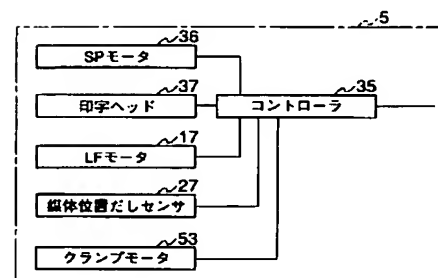 5
36
SPモータ
37
印字ヘッド
35
コントローラ
17
LFモータ
27
媒体位置だしセンサ
53
クランプモータ